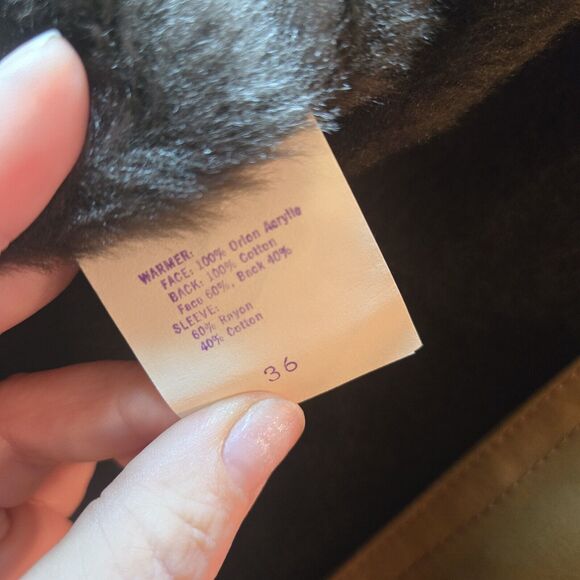 WARMER:
FACE: 100% Orlon Acrylic
BACK: 100% Cotton
Face 60%, Back 40%
SLEEVE:
60% Rayon
40% Cotton
36